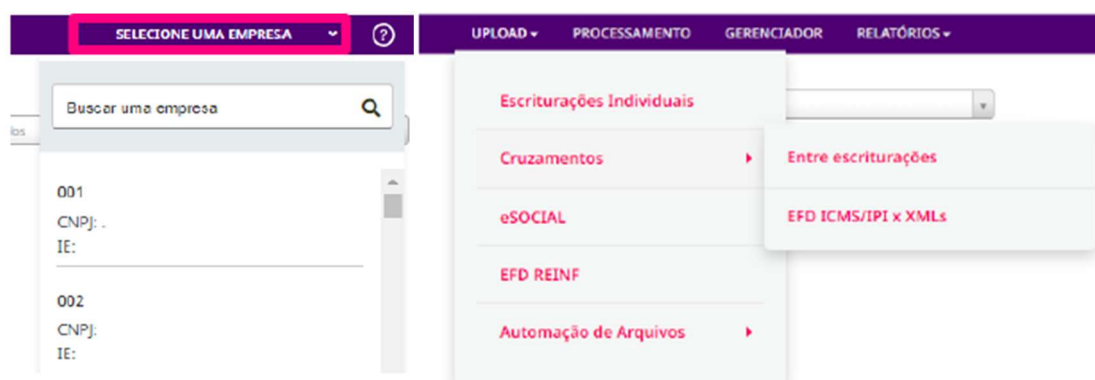 SELECIONE UMA EMPRESA
Buscar uma empresa
001
CNPJ: .
IE:
002
CNPJ:
IE:
UPLOAD
PROCESSAMENTO
GERENCIADOR
RELATÓRIOS
Escriturações Individuais
Cruzamentos
Entre escriturações
EFD ICMS/IPI x XMLs
eSOCIAL
EFD REINF
Automação de Arquivos